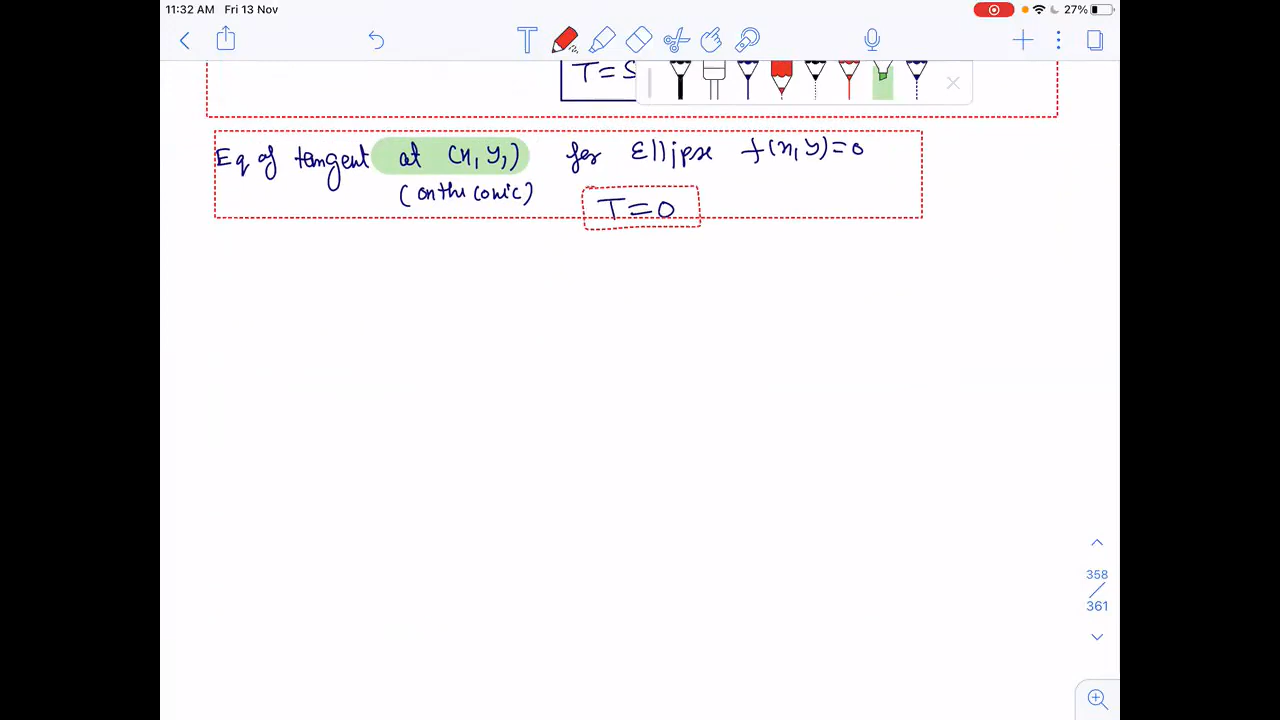 11:32 AM Fri 13 Nov
27%
T
T=S
Eq of tangent at (x₁ y₁) for Ellipse f(x,y)=0
(on the conic)
T=0
358
361